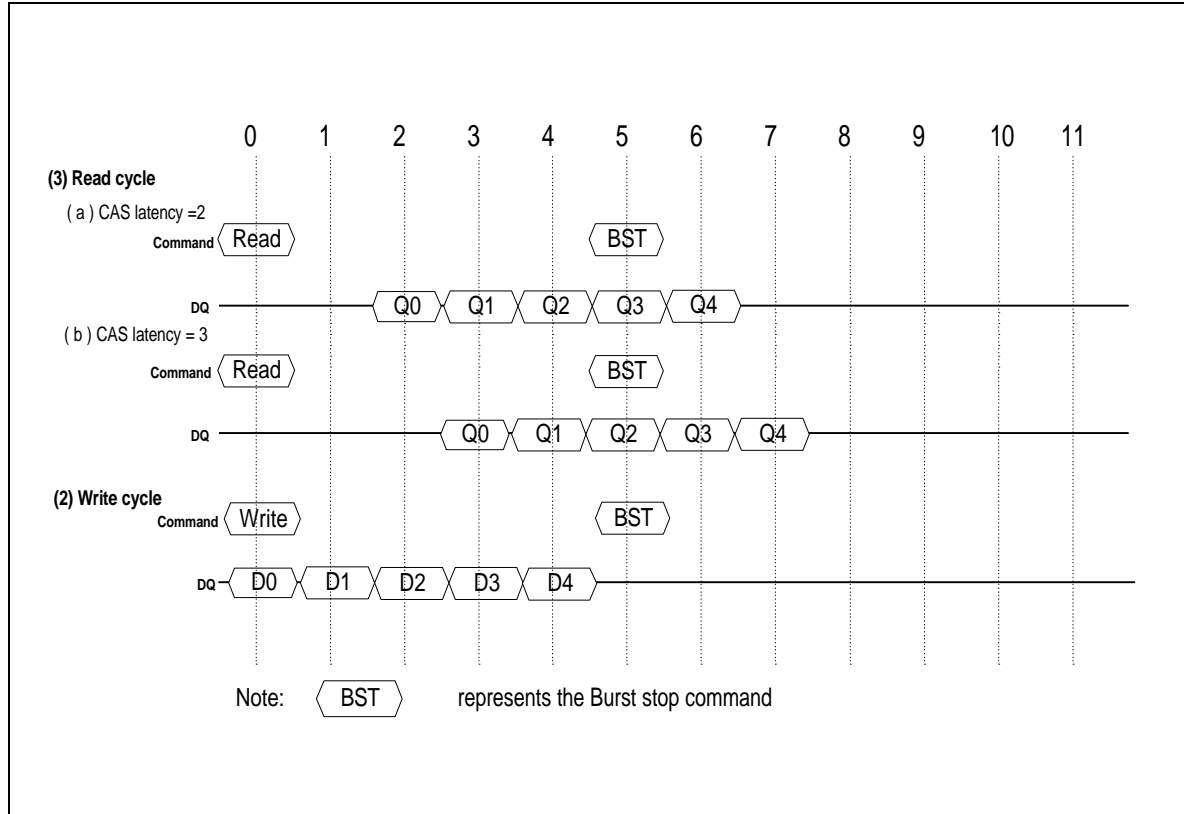 0 1 2 3 4 5 6 7 8 9 10 11
(3) Read cycle
( a ) CAS latency =2
Command Read BST
DQ Q0 Q1 Q2 Q3 Q4
( b ) CAS latency = 3
Command Read BST
DQ Q0 Q1 Q2 Q3 Q4
(2) Write cycle
Command Write BST
DQ D0 D1 D2 D3 D4
Note: BST represents the Burst stop command